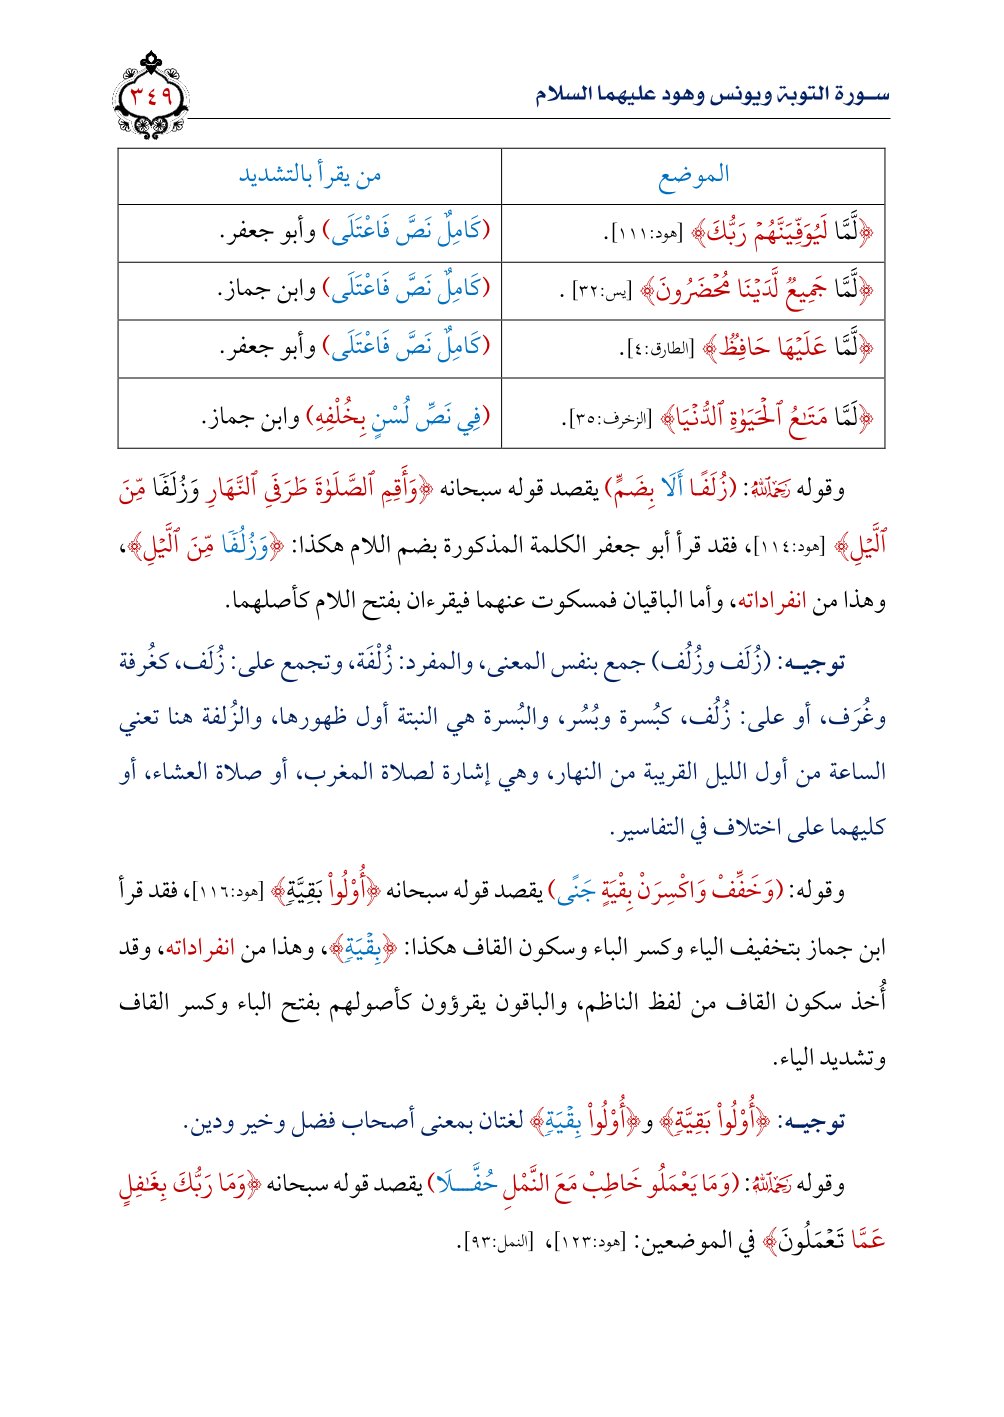 سورة التوبة ويونس وهود عليهما السلام
٣٤٩
الموضع من يقرأ بالتشديد
﴿لَّمَّا لَيُوَفِّيَنَّهُمۡ رَبُّكَ﴾ [هود:١١١]. (كَامِلٌ نَصَّ فَاعْتَلَى) وأبو جعفر.
﴿لَّمَّا جَمِيعٞ لَّدَيۡنَا مُحۡضَرُونَ﴾ [يس:٣٢] . (كَامِلٌ نَصَّ فَاعْتَلَى) وابن جماز.
﴿لَّمَّا عَلَيۡهَا حَافِظٞ﴾ [الطارق:٤]. (كَامِلٌ نَصَّ فَاعْتَلَى) وأبو جعفر.
﴿لَمَّا مَتَٰعُ ٱلۡحَيَوٰةِ ٱلدُّنۡيَا﴾ [الزخرف:٣٥]. (فِي نَصِّ لُسْنٍ بِخُلْفِهِ) وابن جماز.
وقوله رَحِمَهُ ٱللَّهُ: (زُلَفًا أَلَا بِضَمٍّ) يقصد قوله سبحانه ﴿وَأَقِمِ ٱلصَّلَوٰةَ طَرَفَيِ ٱلنَّهَارِ وَزُلَفٗا مِّنَ
ٱلَّيۡلِ﴾ [هود:١١٤]، فقد قرأ أبو جعفر الكلمة المذكورة بضم اللام هكذا: ﴿وَزُلُفٗا مِّنَ ٱلَّيۡلِ﴾،
وهذا من انفراداته، وأما الباقيان فمسكوت عنهما فيقرءان بفتح اللام كأصلهما.
توجيـه: (زُلَف وزُلُف) جمع بنفس المعنى، والمفرد: زُلْفَة، وتجمع على: زُلَف، كغُرفة
وغُرَف، أو على: زُلُف، كبُسرة وبُسُر، والبُسرة هي النبتة أول ظهورها، والزُلفة هنا تعني
الساعة من أول الليل القريبة من النهار، وهي إشارة لصلاة المغرب، أو صلاة العشاء، أو
كليهما على اختلاف في التفاسير.
وقوله: (وَخَفِّفْ وَاكْسِرَنْ بِقْيَةٍ جَنًى) يقصد قوله سبحانه ﴿أُوْلُواْ بَقِيَّةٖ﴾ [هود:١١٦]، فقد قرأ
ابن جماز بتخفيف الياء وكسر الباء وسكون القاف هكذا: ﴿بِقۡيَةٖ﴾، وهذا من انفراداته، وقد
أُخذ سكون القاف من لفظ الناظم، والباقون يقرؤون كأصولهم بفتح الباء وكسر القاف
وتشديد الياء.
توجيـه: ﴿أُوْلُواْ بَقِيَّةٖ﴾ و﴿أُوْلُواْ بِقۡيَةٖ﴾ لغتان بمعنى أصحاب فضل وخير ودين.
وقوله رَحِمَهُ ٱللَّهُ: (وَمَا يَعْمَلُو خَاطِبْ مَعَ النَّمْلِ حُفَّـــلَا) يقصد قوله سبحانه ﴿وَمَا رَبُّكَ بِغَٰفِلٍ
عَمَّا تَعۡمَلُونَ﴾ في الموضعين: [هود:١٢٣]، [النمل:٩٣].